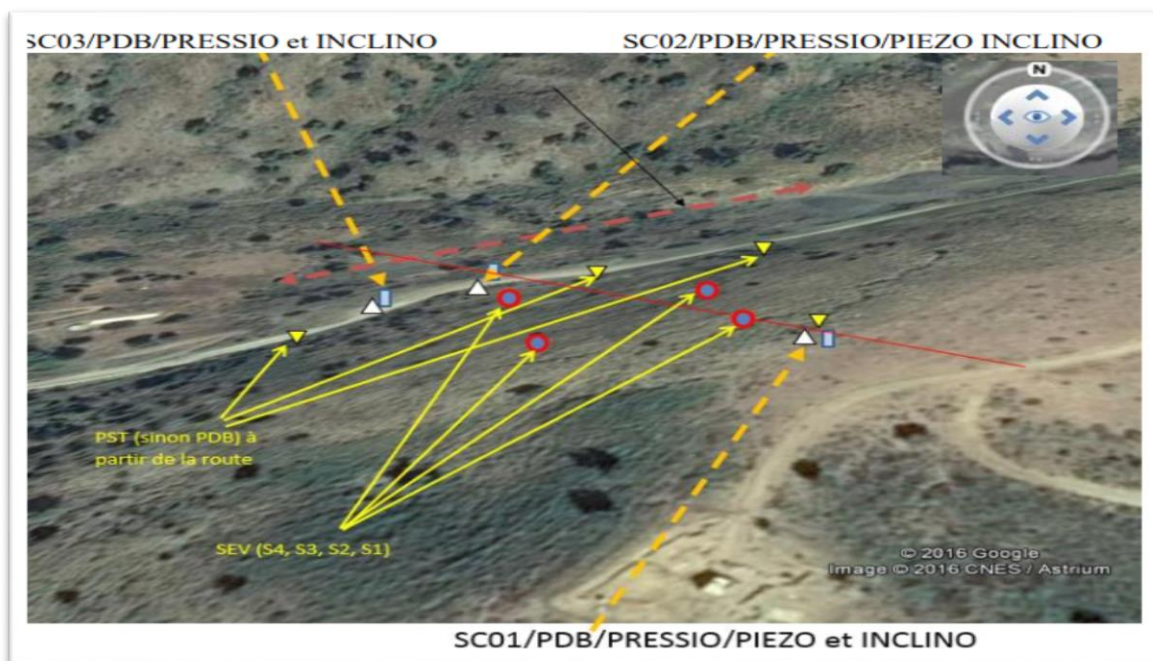 SC03/PDB/PRESSIO et INCLINO
SC02/PDB/PRESSIO/PIEZO INCLINO
N
PST (sinon PDB) à
partir de la route
SEV (S4, S3, S2, S1)
© 2016 Google
Image © 2016 CNES / Astrium
SC01/PDB/PRESSIO/PIEZO et INCLINO